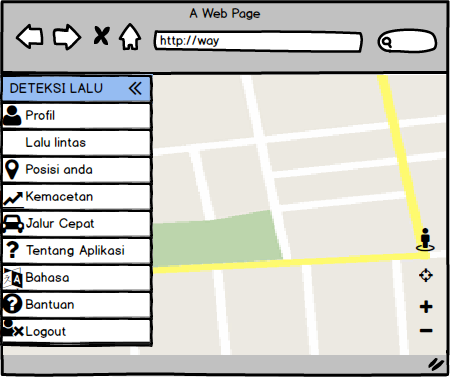 A Web Page
http://way
DETEKSI LALU
Profil
Lalu lintas
Posisi anda
Kemacetan
Jalur Cepat
Tentang Aplikasi
Bahasa
Bantuan
Logout